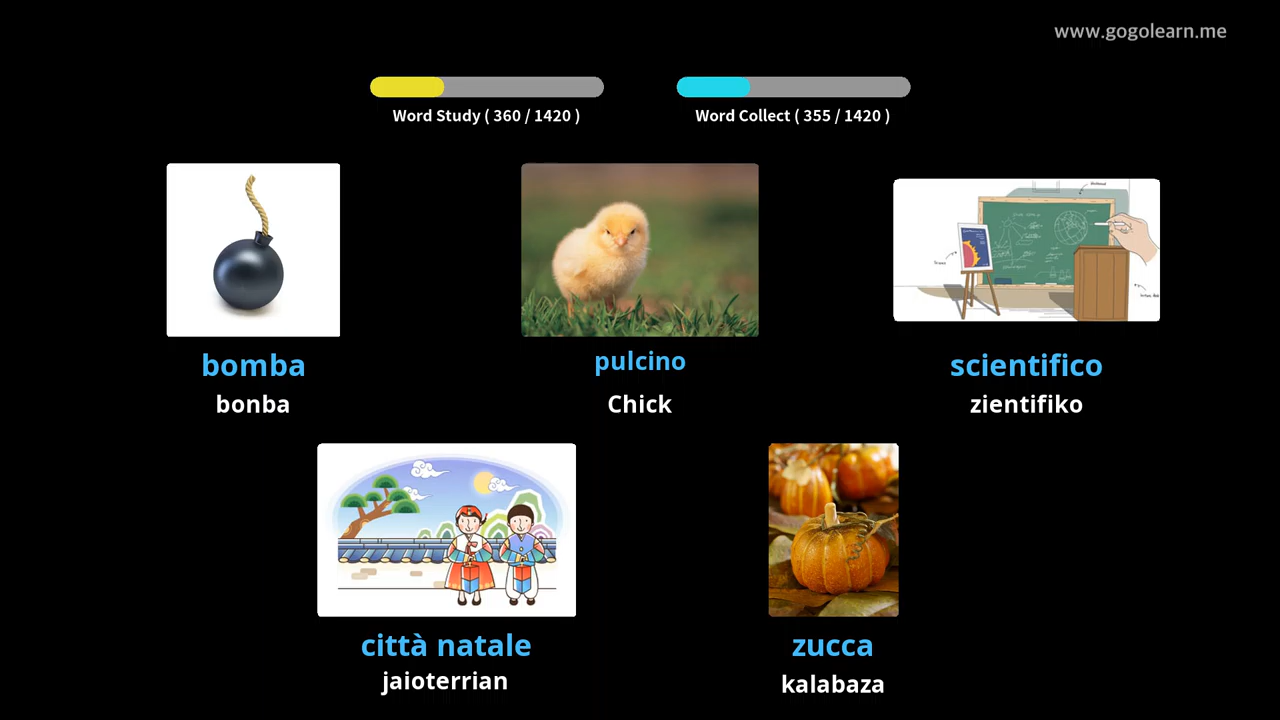 www.gogolearn.me
Word Study ( 360 / 1420 )
Word Collect ( 355 / 1420 )
bomba
bonba
pulcino
Chick
scientifico
zientifiko
città natale
jaioterrian
zucca
kalabaza